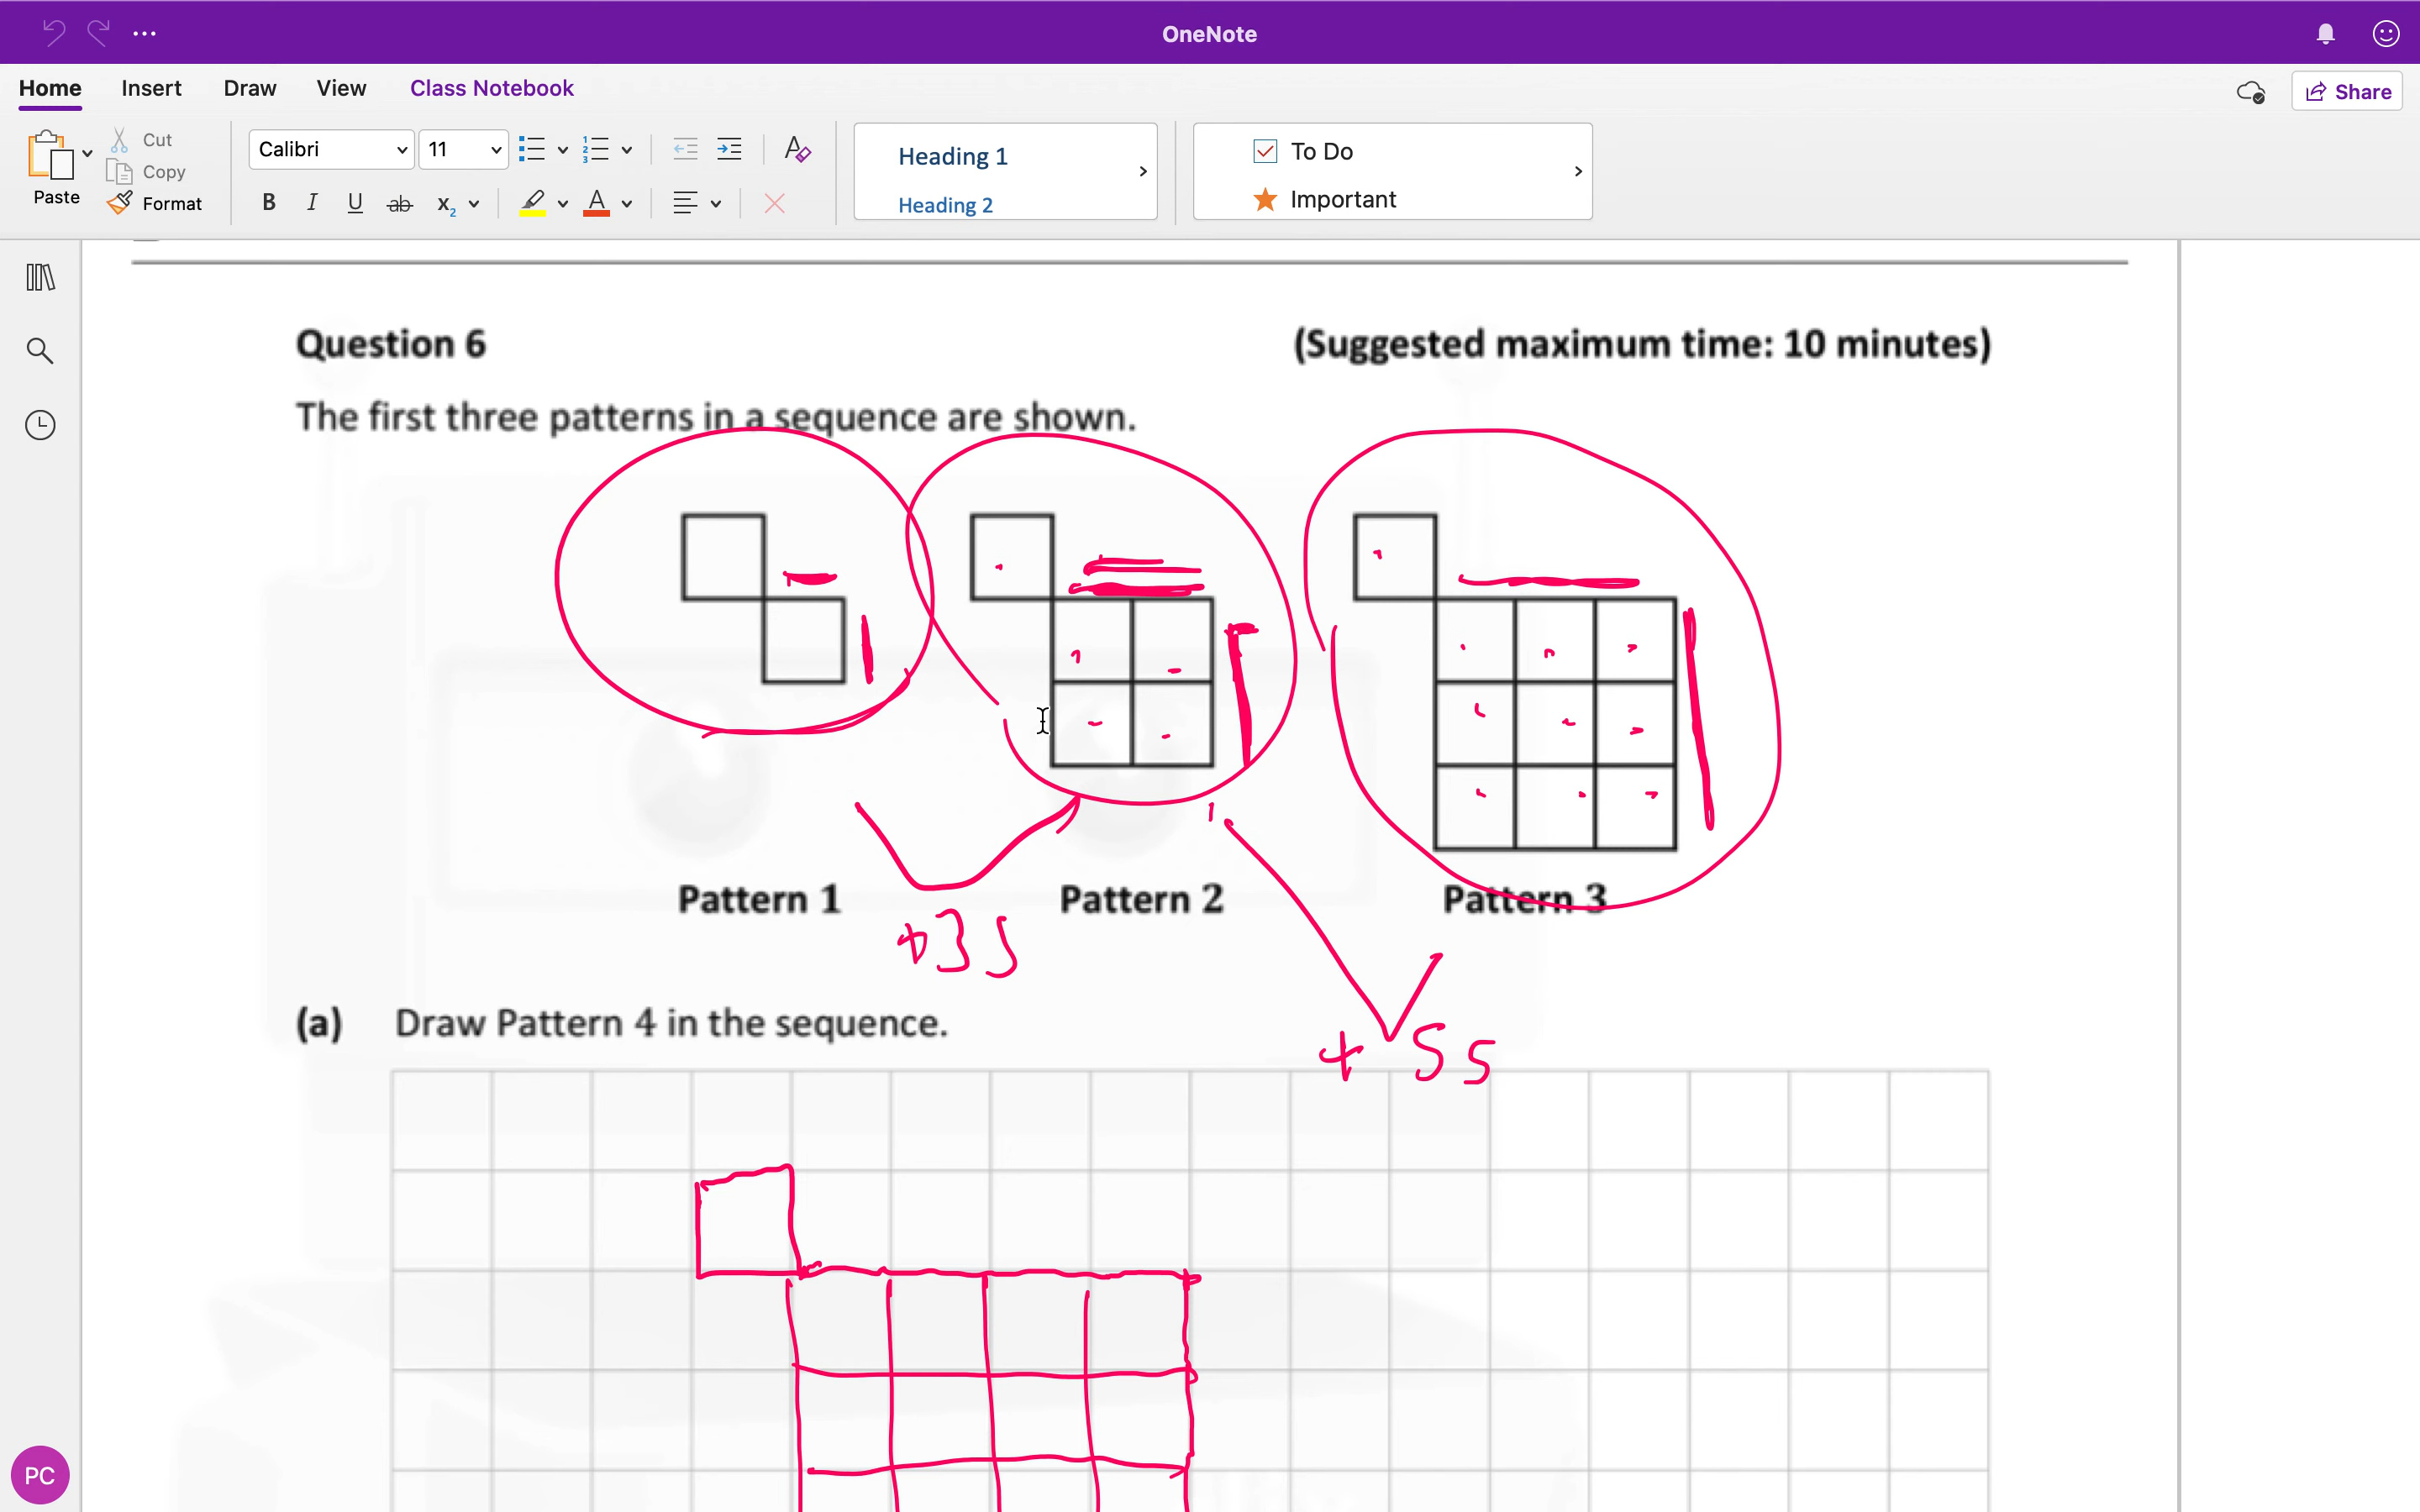 OneNote
Home Insert Draw View Class Notebook Share
Paste Cut Copy Format
Calibri 11
Heading 1
Heading 2
To Do
Important
B I U ab x2 A
Question 6 (Suggested maximum time: 10 minutes)
The first three patterns in a sequence are shown.
Pattern 1 Pattern 2 Pattern 3
+3 s
+ 5 s
(a) Draw Pattern 4 in the sequence.
PC